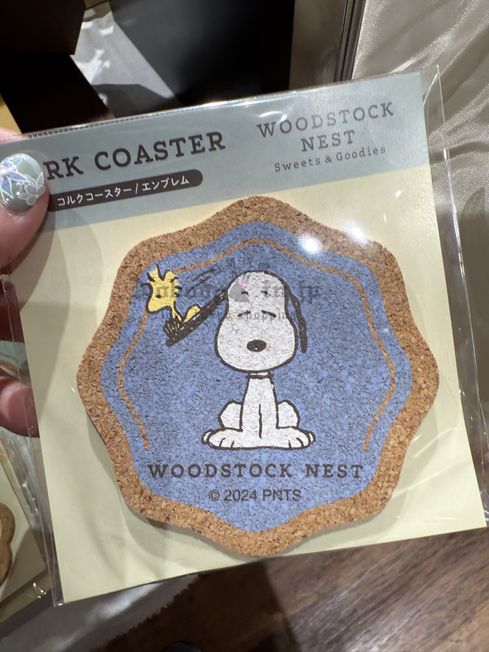 RK COASTER
コルクコースター/エンブレム
WOODSTOCK
NEST
Sweets & Goodies
WOODSTOCK NEST
© 2024 PNTS